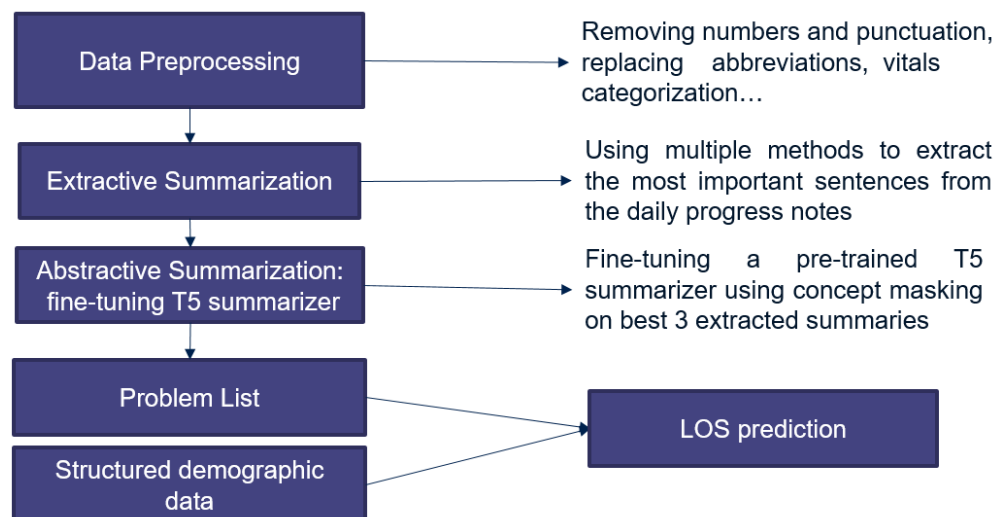 Data Preprocessing
Removing numbers and punctuation,
replacing abbreviations, vitals
categorization…
Extractive Summarization
Using multiple methods to extract
the most important sentences from
the daily progress notes
Abstractive Summarization:
fine-tuning T5 summarizer
Fine-tuning a pre-trained T5
summarizer using concept masking
on best 3 extracted summaries
Problem List
LOS prediction
Structured demographic
data